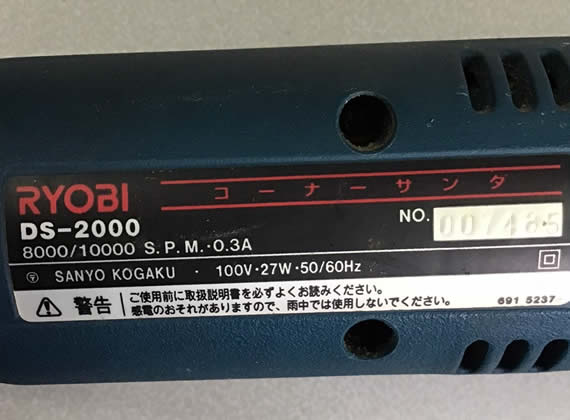 RYOBI コーナーサンダ
DS-2000 NO. 007485
8000/10000 S.P.M.·0.3A
SANYO KOGAKU · 100V·27W·50/60Hz
⚠ 警告 ご使用前に取扱説明書を必ずよくお読みください。
感電のおそれがありますので、雨中では使用しないでください。
691 5237